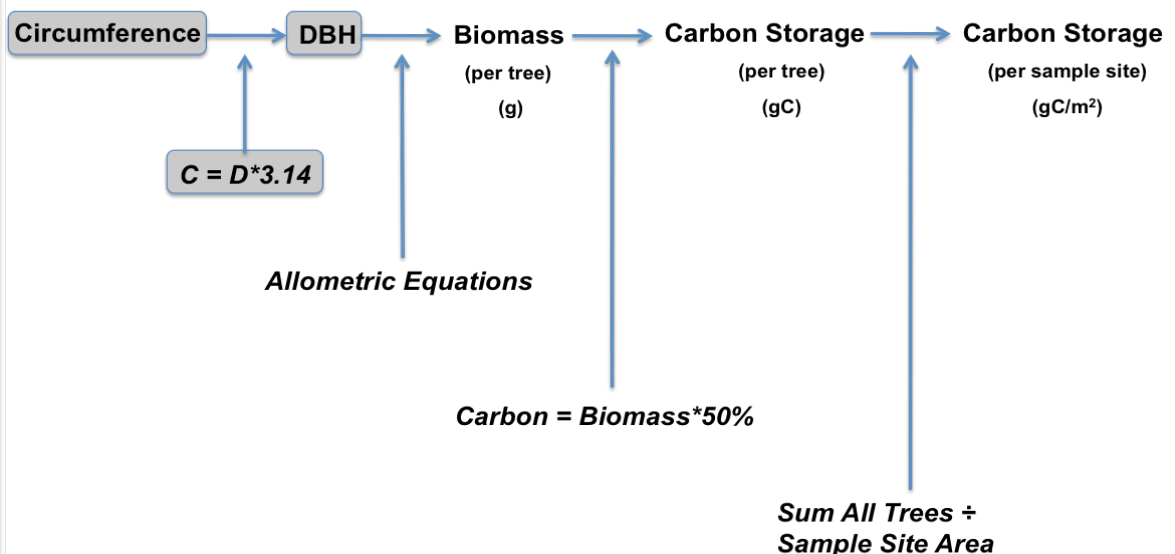 Circumference
DBH
Biomass
(per tree)
(g)
Carbon Storage
(per tree)
(gC)
Carbon Storage
(per sample site)
(gC/m²)
C = D*3.14
Allometric Equations
Carbon = Biomass*50%
Sum All Trees ÷
Sample Site Area